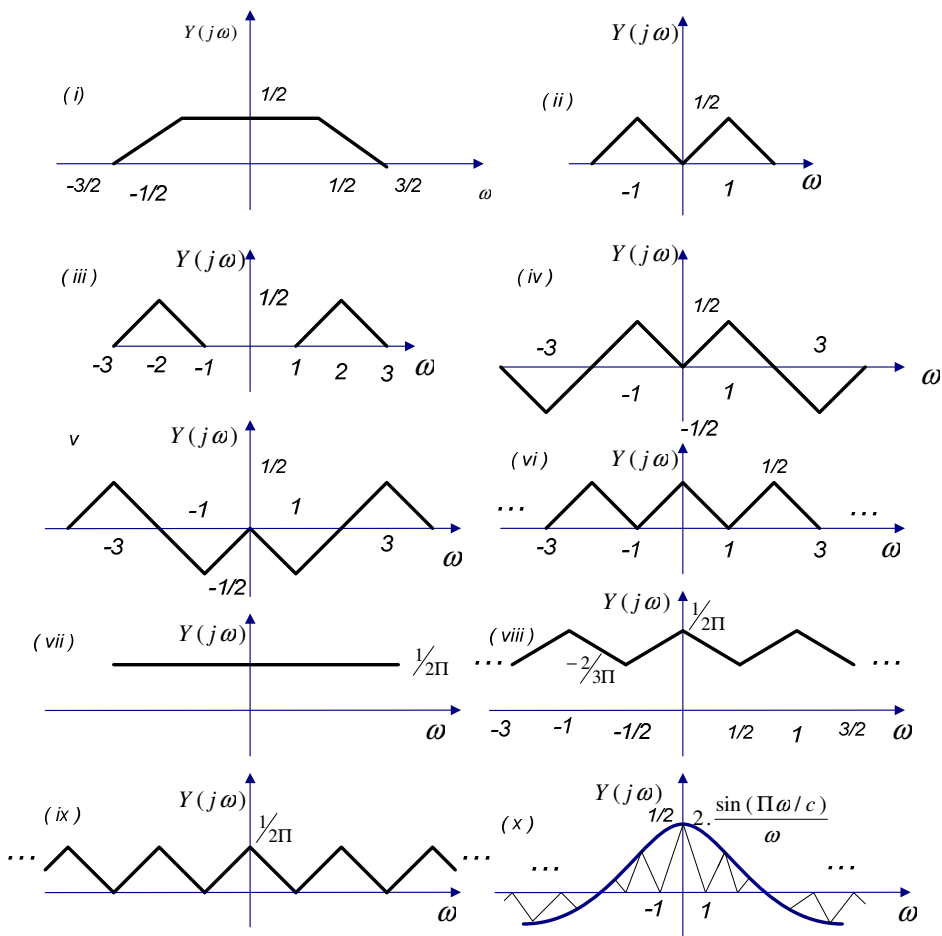 Y(jω)
(i)
1/2
-3/2
-1/2
1/2
3/2
ω
Y(jω)
(ii)
1/2
-1
1
ω
Y(jω)
(iii)
1/2
-3
-2
-1
1
2
3
ω
Y(jω)
(iv)
1/2
-3
3
-1
1
ω
-1/2
Y(jω)
v
1/2
-1
1
-3
3
ω
-1/2
Y(jω)
(vi)
1/2
...
...
-3
-1
1
3
ω
Y(jω)
(vii)
1/2Π
ω
Y(jω)
(viii)
1/2Π
...
-2/3Π
...
-3
-1
-1/2
1/2
1
3/2
ω
Y(jω)
(ix)
1/2Π
...
...
ω
Y(jω)
(x)
1/2
2. sin(Πω/c)/ω
...
...
-1
1
ω